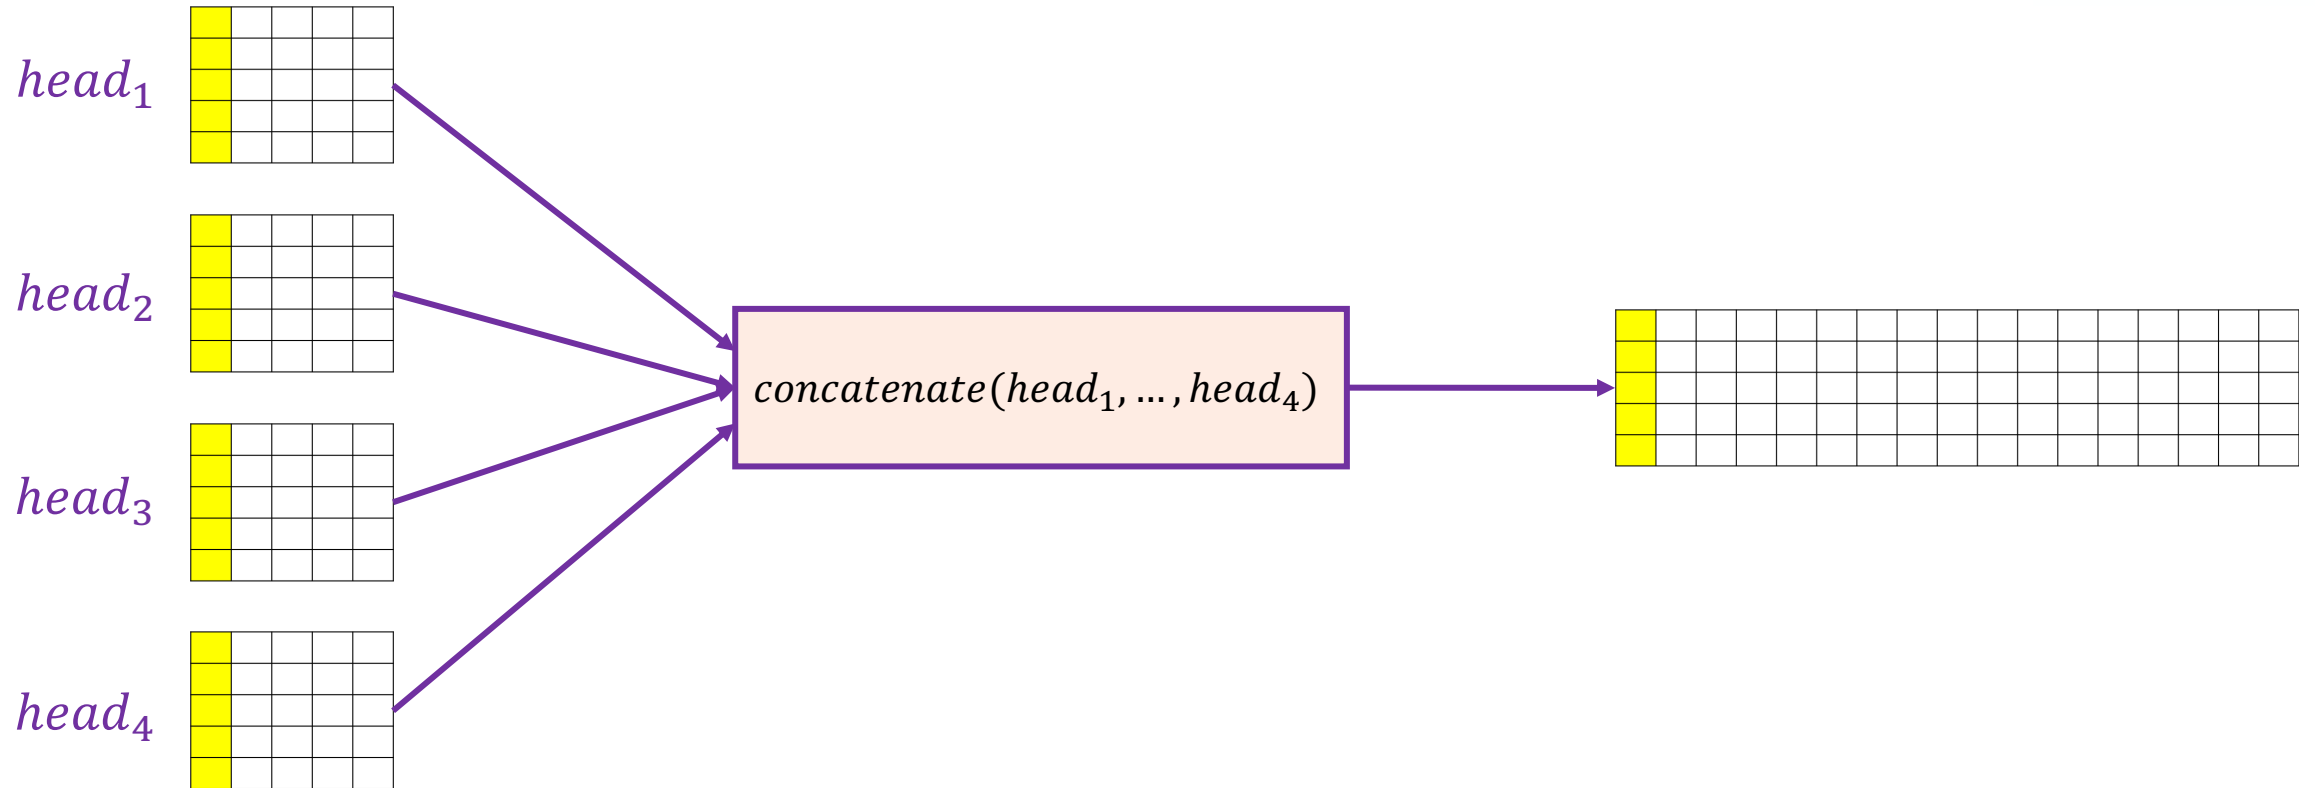 head₁
head₂
concatenate(head₁, … , head₄)
head₃
head₄